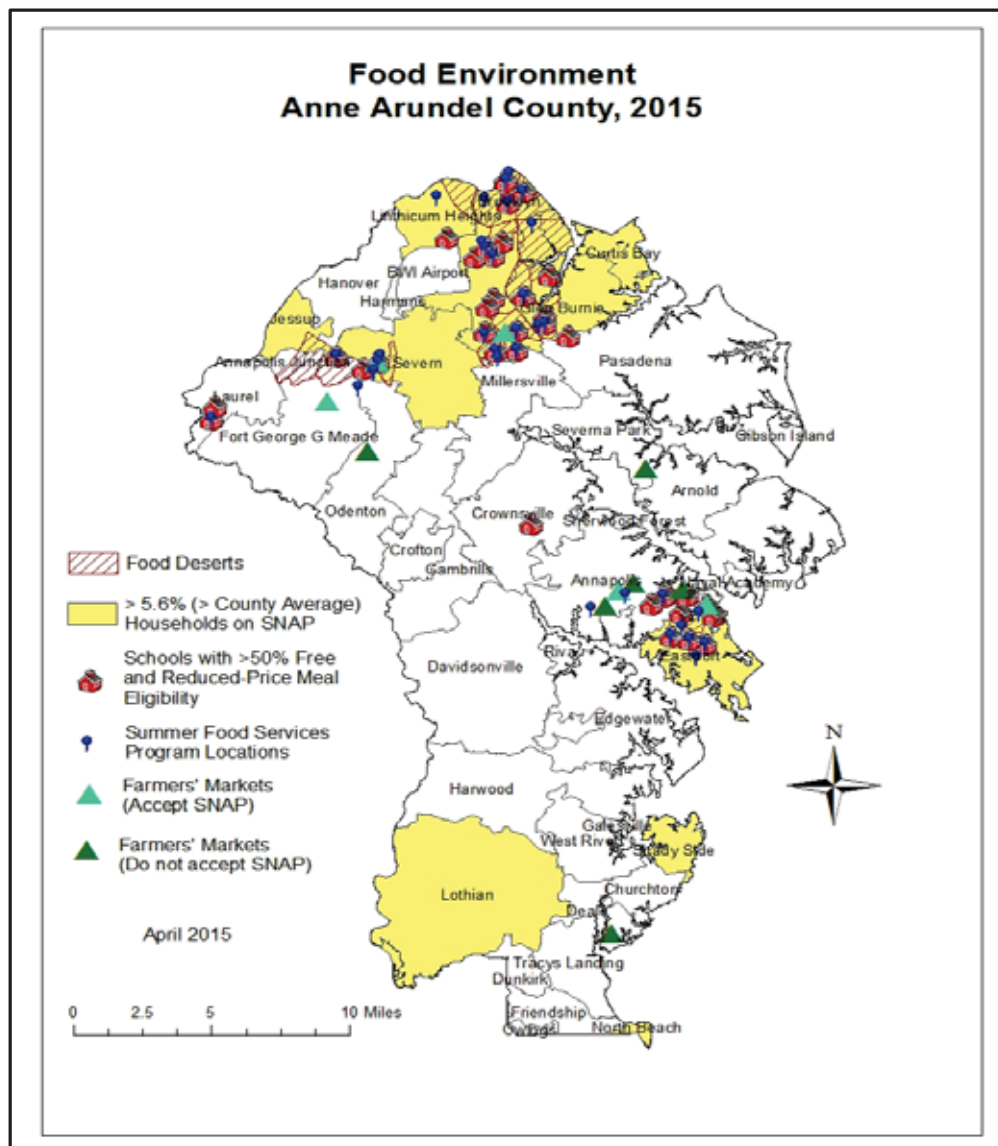 Food Environment
Anne Arundel County, 2015
Linthicum Heights
Curtis Bay
BWI Airport
Hanover
Harmans
Glen Burnie
Jessup
Pasadena
Annapolis Junction
Severn
Millersville
Laurel
Severna Park
Gibson Island
Fort George G Meade
Arnold
Odenton
Crownsville
Sherwood Forest
Crofton
Gambrills
Food Deserts
Annapolis
Naval Academy
> 5.6% (> County Average)
Households on SNAP
Riva
Eastport
Schools with >50% Free
and Reduced-Price Meal
Eligibility
Davidsonville
Edgewater
Summer Food Services
Program Locations
N
Harwood
Farmers' Markets
(Accept SNAP)
Galesville
West River
Shady Side
Farmers' Markets
(Do not accept SNAP)
Lothian
Churchton
Deale
April 2015
Tracys Landing
Dunkirk
0 2.5 5 10 Miles
Friendship
North Beach